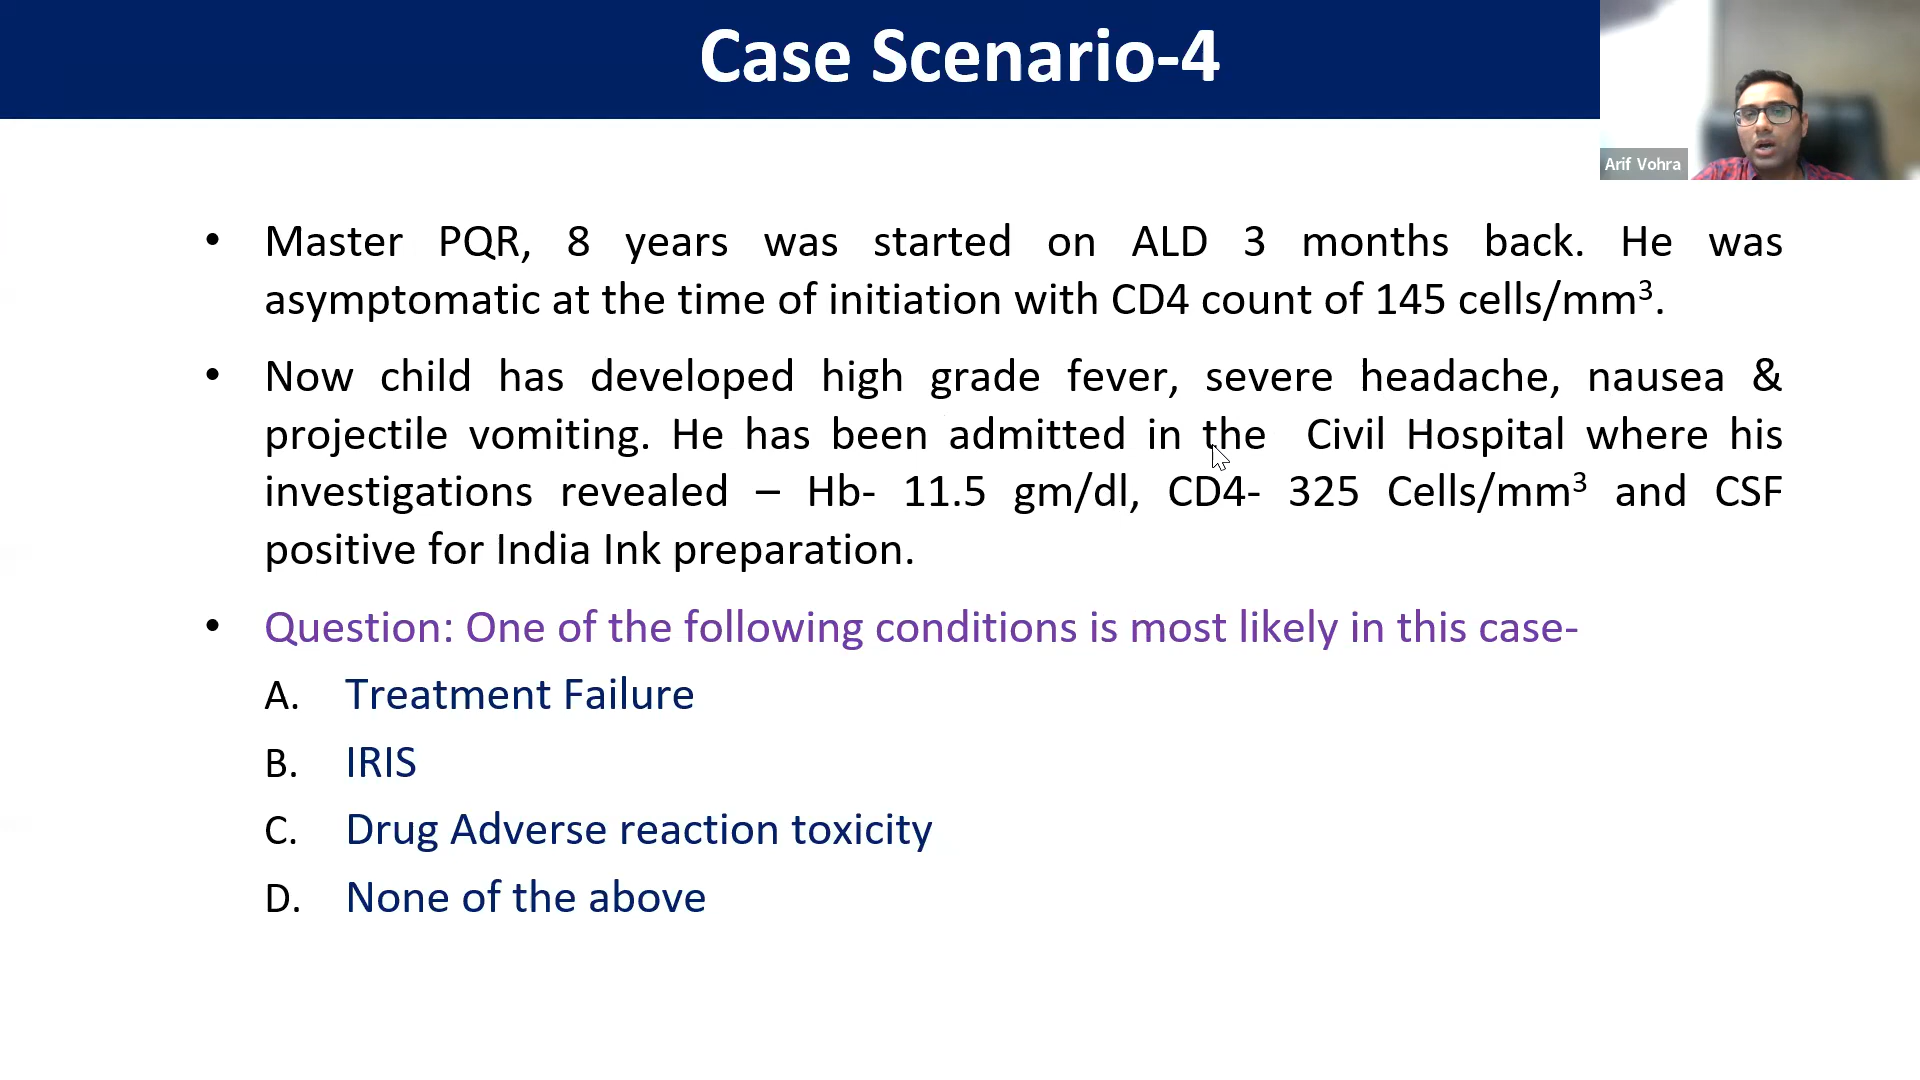 Case Scenario-4
Arif Vohra
• Master PQR, 8 years was started on ALD 3 months back. He was
asymptomatic at the time of initiation with CD4 count of 145 cells/mm³.
• Now child has developed high grade fever, severe headache, nausea &
projectile vomiting. He has been admitted in the Civil Hospital where his
investigations revealed – Hb- 11.5 gm/dl, CD4- 325 Cells/mm³ and CSF
positive for India Ink preparation.
• Question: One of the following conditions is most likely in this case-
A. Treatment Failure
B. IRIS
C. Drug Adverse reaction toxicity
D. None of the above